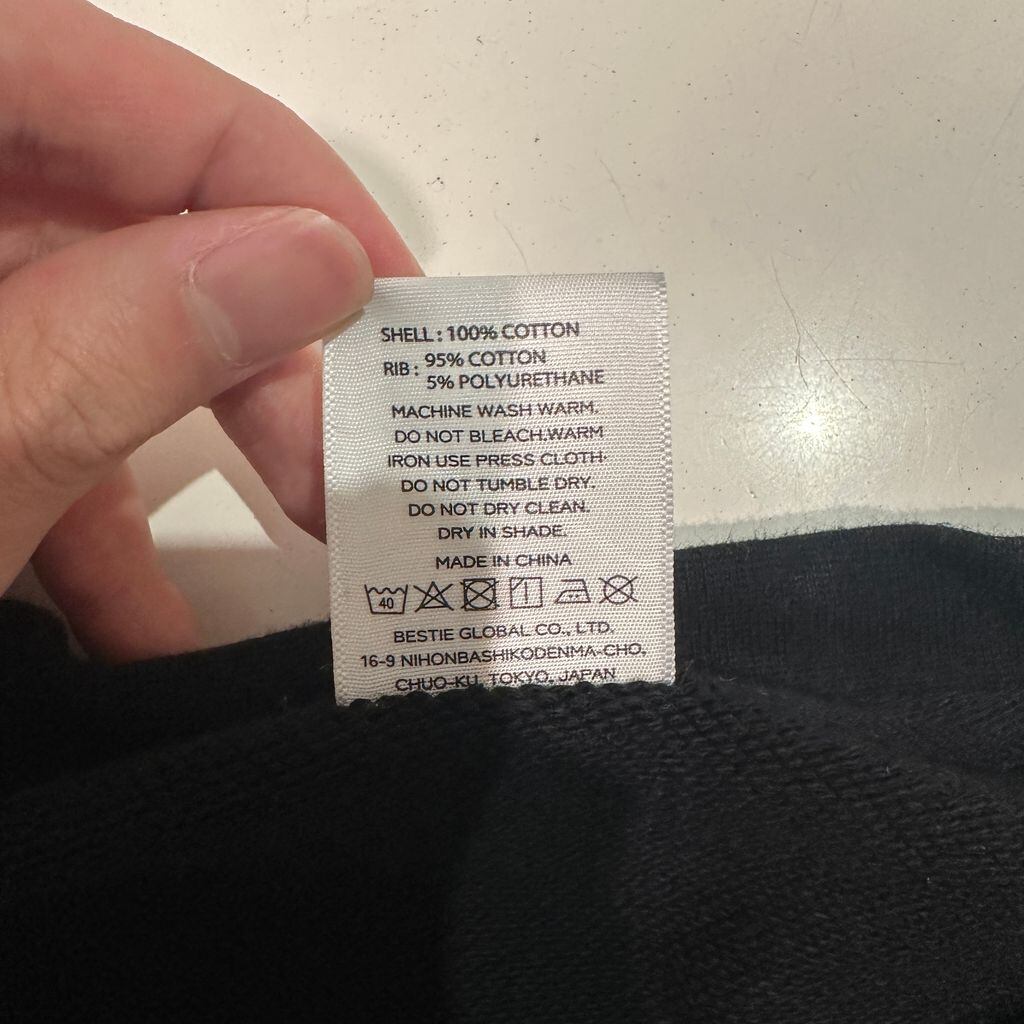 SHELL : 100% COTTON
RIB : 95% COTTON
5% POLYURETHANE
MACHINE WASH WARM.
DO NOT BLEACH.WARM
IRON USE PRESS CLOTH.
DO NOT TUMBLE DRY.
DO NOT DRY CLEAN.
DRY IN SHADE.
MADE IN CHINA
40
BESTIE GLOBAL CO., LTD.
16-9 NIHONBASHIKODENMA-CHO,
CHUO-KU, TOKYO, JAPAN